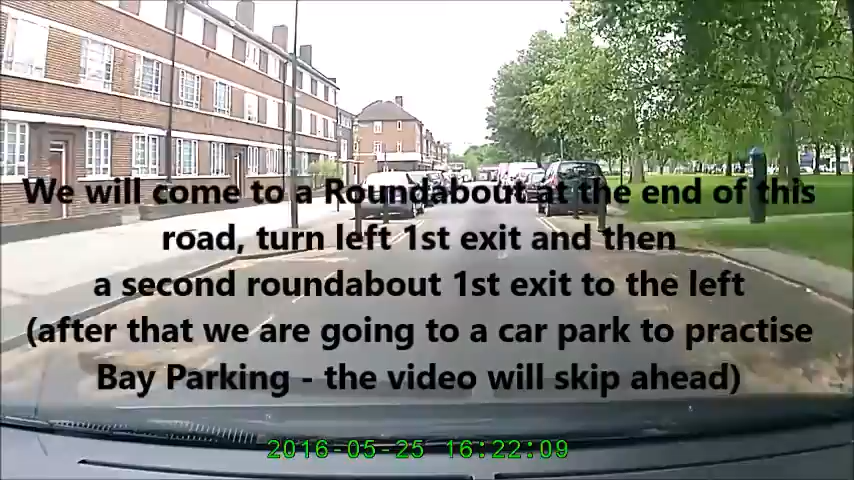 We will come to a Roundabout at the end of this
road, turn left 1st exit and then
a second roundabout 1st exit to the left
(after that we are going to a car park to practise
Bay Parking - the video will skip ahead)
2016-05-25 16:22:09